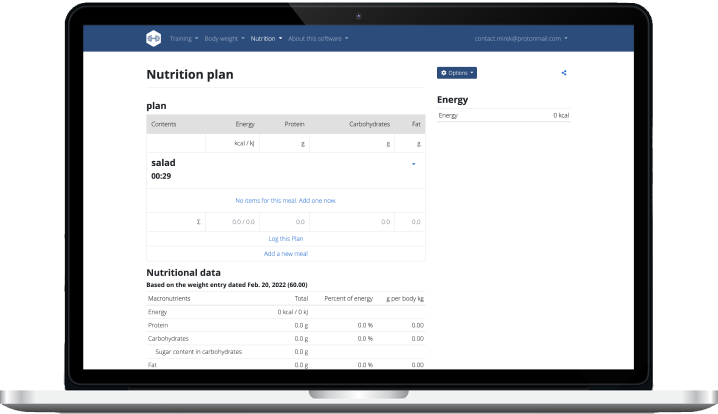 Training Body weight Nutrition About this software contact.mirek@protonmail.com
Nutrition plan
Options
plan
Energy
Contents Energy Protein Carbohydrates Fat
Energy 0 kcal
kcal / kJ g g g
salad
00:29
No items for this meal. Add one now.
Σ 0.0 / 0.0 0.0 0.0 0.0
Log this Plan
Add a new meal
Nutritional data
Based on the weight entry dated Feb. 20, 2022 (60.00)
Macronutrients Total Percent of energy g per body kg
Energy 0 kcal / 0 kJ
Protein 0.0 g 0.0 % 0.00
Carbohydrates 0.0 g 0.0 % 0.00
Sugar content in carbohydrates 0.0 g
Fat 0.0 g 0.0 % 0.00